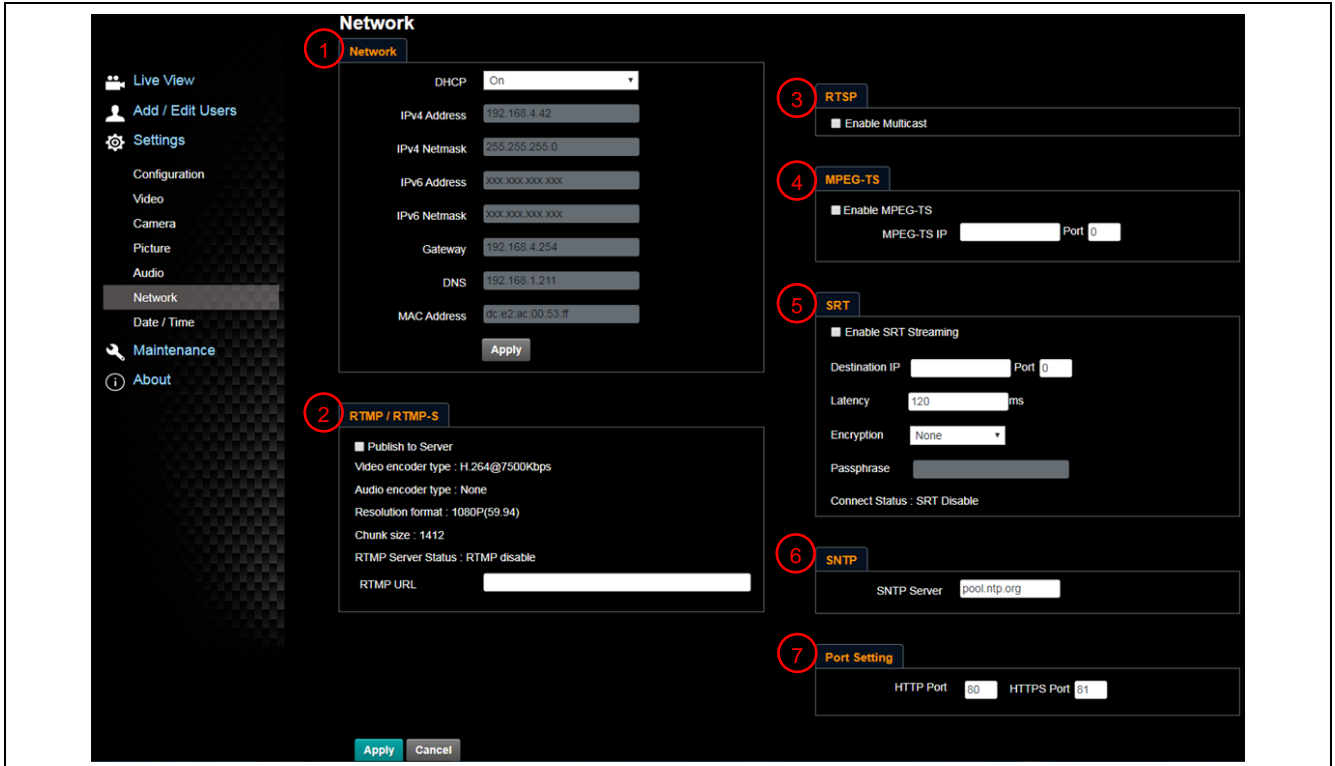 Network
Live View
Add / Edit Users
Settings
Configuration
Video
Camera
Picture
Audio
Network
Date / Time
Maintenance
About
1 Network
DHCP On
IPv4 Address 192.168.4.42
IPv4 Netmask 255.255.255.0
IPv6 Address xxx.xxx.xxx.xxx
IPv6 Netmask xxx.xxx.xxx.xxx
Gateway 192.168.4.254
DNS 192.168.1.211
MAC Address dc:e2:ac:00:53:ff
Apply
2 RTMP / RTMP-S
Publish to Server
Video encoder type : H.264@7500Kbps
Audio encoder type : None
Resolution format : 1080P(59.94)
Chunk size : 1412
RTMP Server Status : RTMP disable
RTMP URL
3 RTSP
Enable Multicast
4 MPEG-TS
Enable MPEG-TS
MPEG-TS IP Port 0
5 SRT
Enable SRT Streaming
Destination IP Port 0
Latency 120 ms
Encryption None
Passphrase
Connect Status : SRT Disable
6 SNTP
SNTP Server pool.ntp.org
7 Port Setting
HTTP Port 80 HTTPS Port 81
Apply Cancel